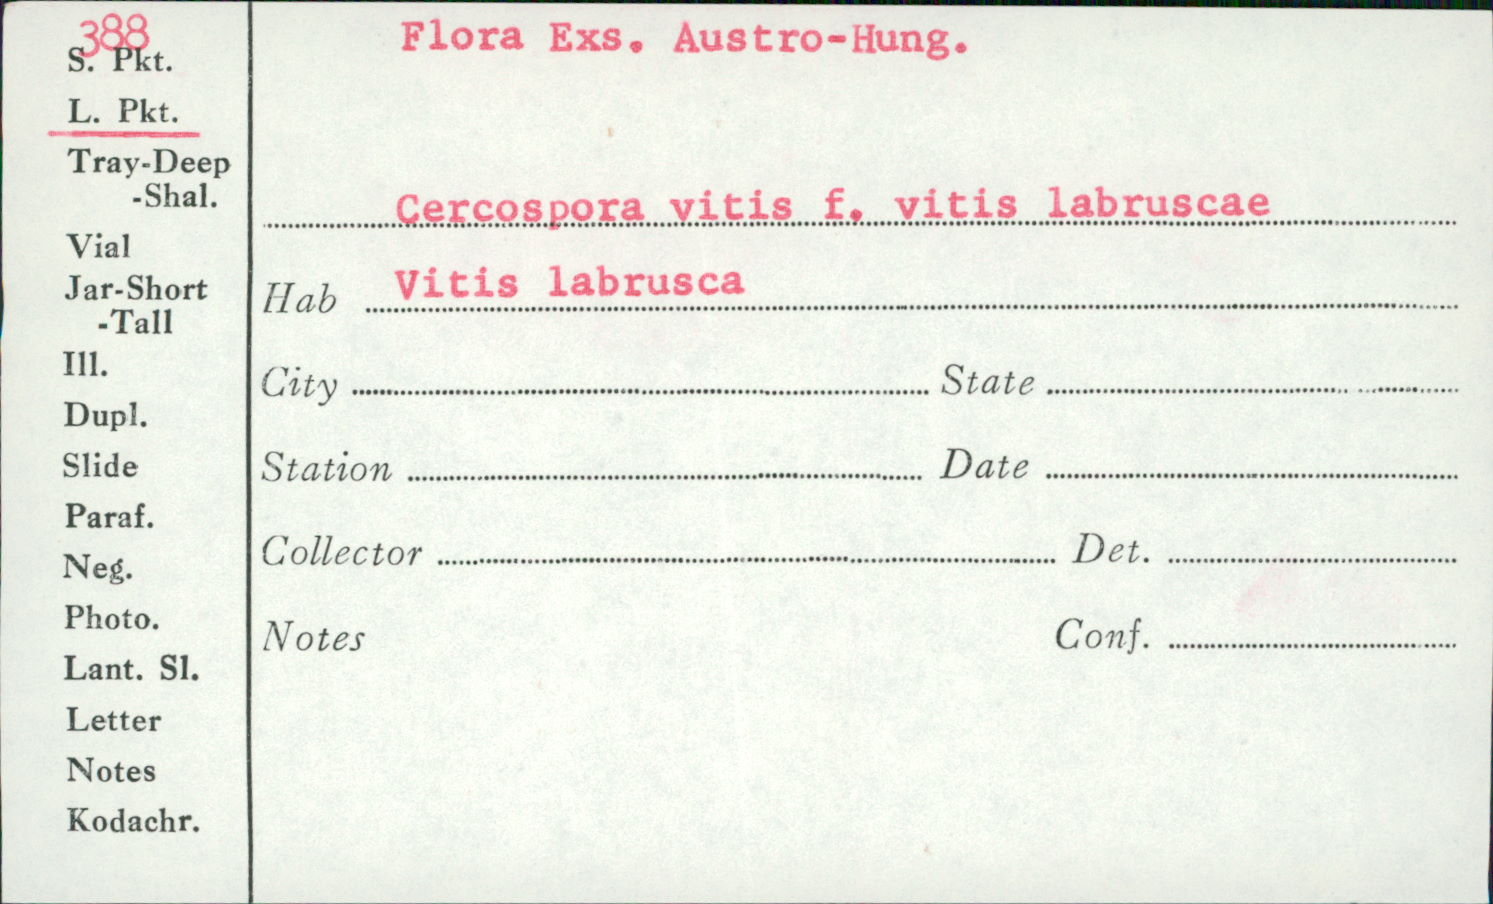 388
S. Pkt.
L. Pkt.
Tray-Deep
-Shal.
Vial
Jar-Short
-Tall
Ill.
Dupl.
Slide
Paraf.
Neg.
Photo.
Lant. Sl.
Letter
Notes
Kodachr.
Flora Exs. Austro-Hung.
Cercospora vitis f. vitis labruscae
Hab Vitis labrusca
City State
Station Date
Collector Det.
Notes Conf.